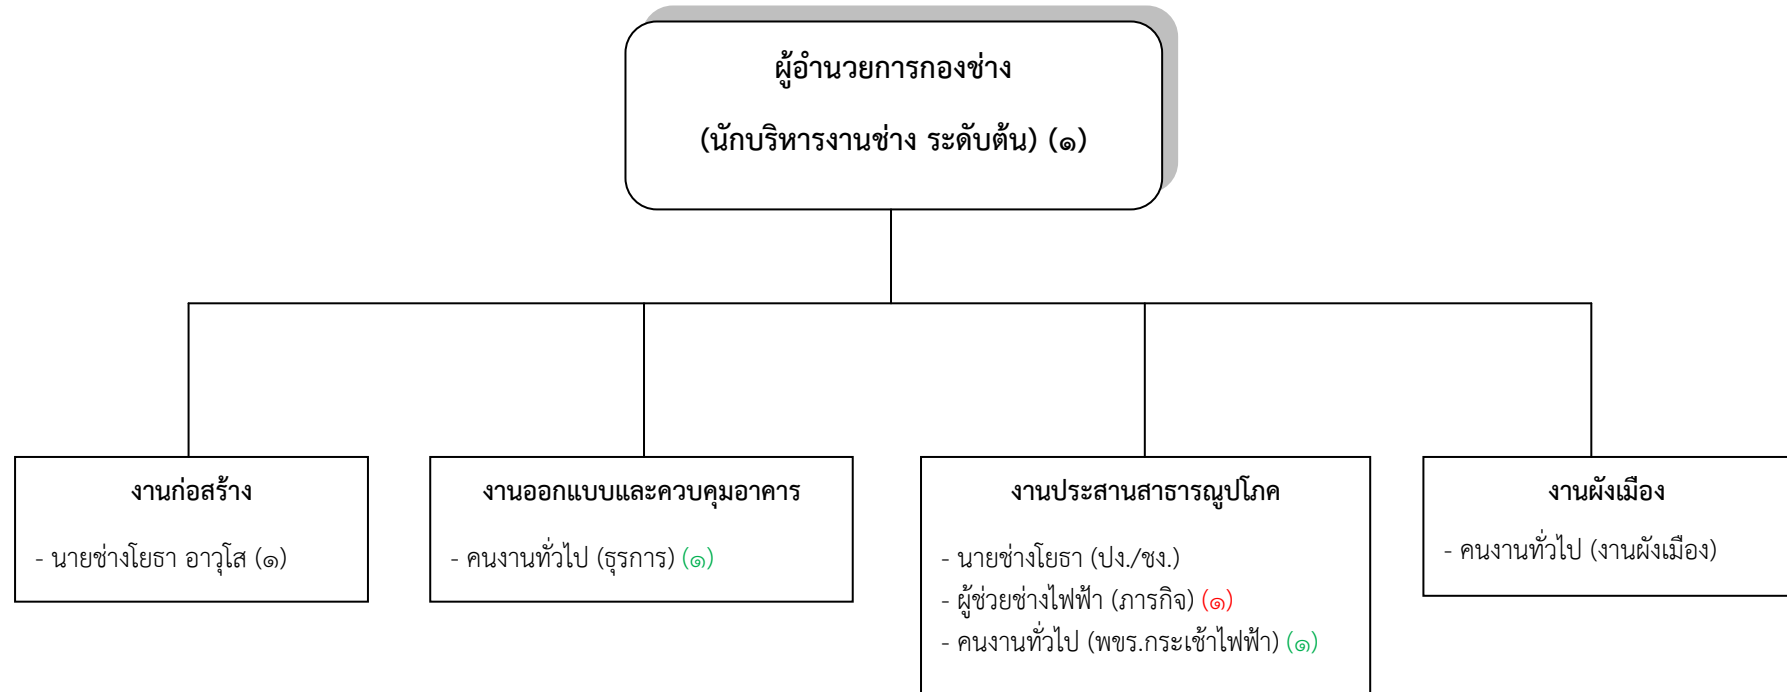 ผู้อำนวยการกองช่าง
(นักบริหารงานช่าง ระดับต้น) (๑)
งานก่อสร้าง
- นายช่างโยธา อาวุโส (๑)
งานออกแบบและควบคุมอาคาร
- คนงานทั่วไป (ธุรการ) (๑)
งานประสานสาธารณูปโภค
- นายช่างโยธา (ปง./ชง.)
- ผู้ช่วยช่างไฟฟ้า (ภารกิจ) (๑)
- คนงานทั่วไป (พขร.กระเช้าไฟฟ้า) (๑)
งานผังเมือง
- คนงานทั่วไป (งานผังเมือง)